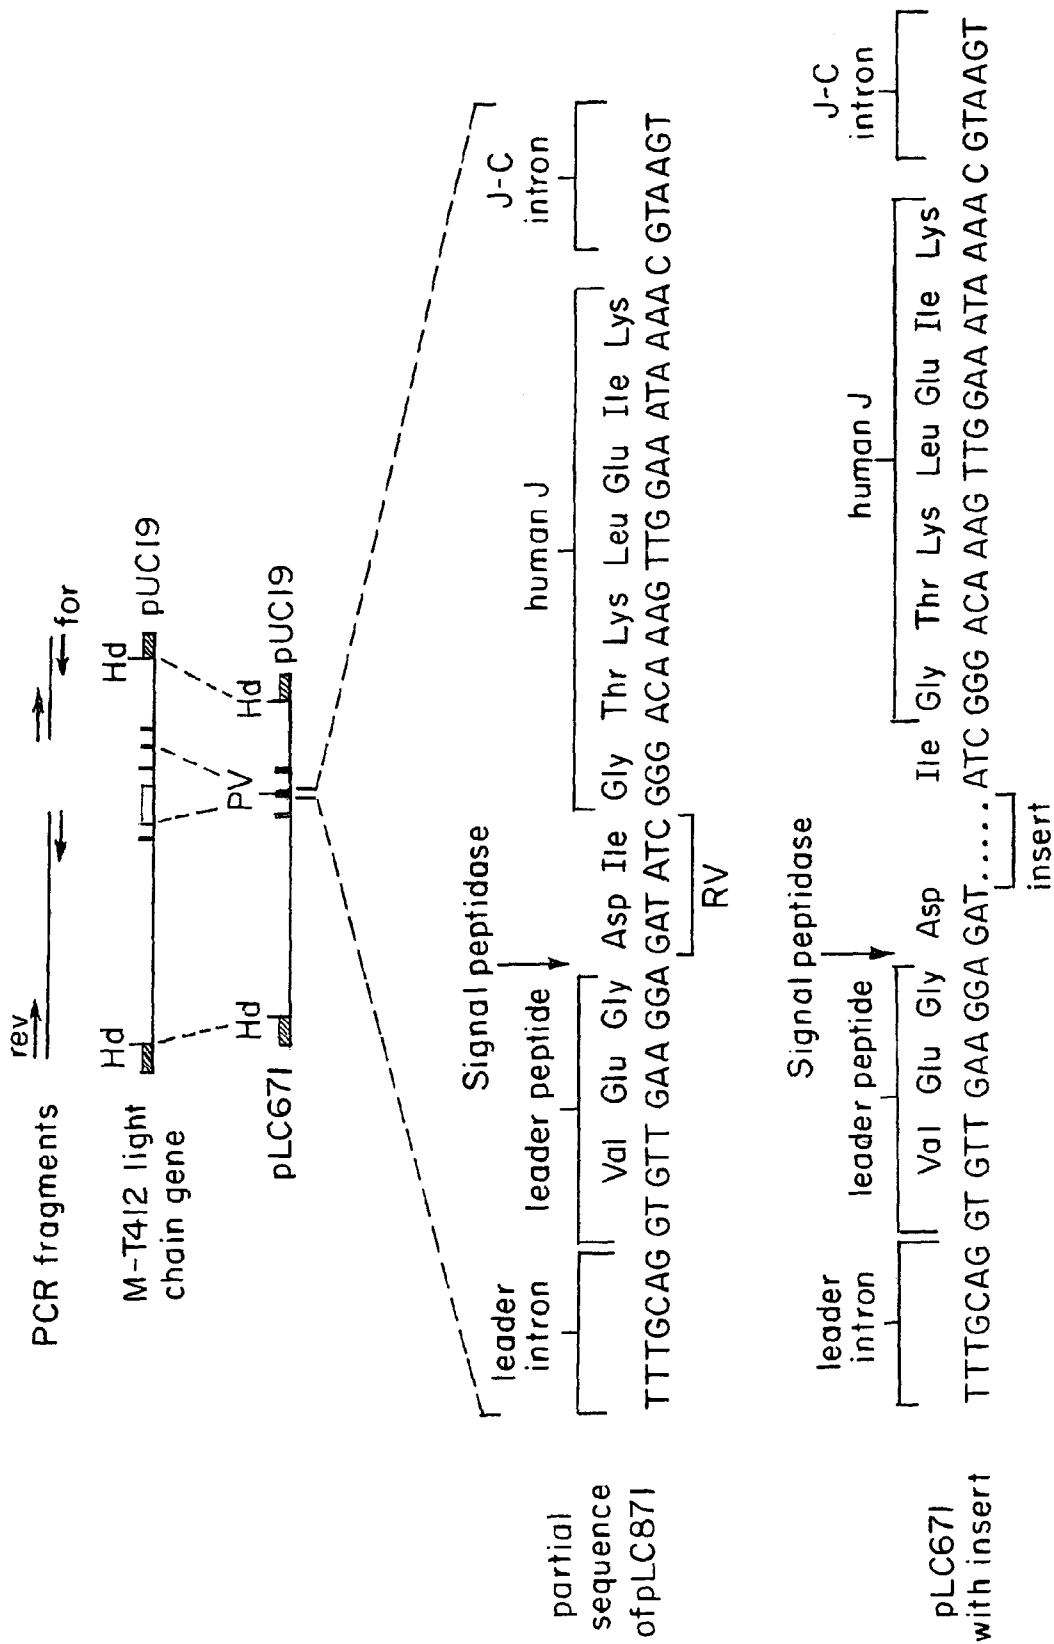 PCR fragments
rev
for
M-T412 light
chain gene
Hd
Hd
pUC19
pLC671
Hd
PV
Hd
pUC19
partial
sequence
ofpLC871
leader
intron
leader peptide
Signal peptidase
human J
J-C
intron
Val Glu Gly Asp Ile Gly Thr Lys Leu Glu Ile Lys
TTTGCAG GT GTT GAA GGA GAT ATC GGG ACA AAG TTG GAA ATA AAA C GTAAGT
RV
pLC671
with insert
leader
intron
leader peptide
Signal peptidase
human J
J-C
intron
Val Glu Gly Asp Ile Gly Thr Lys Leu Glu Ile Lys
TTTGCAG GT GTT GAAGGA GAT......ATC GGG ACA AAG TTG GAA ATA AAA C GTAAGT
insert